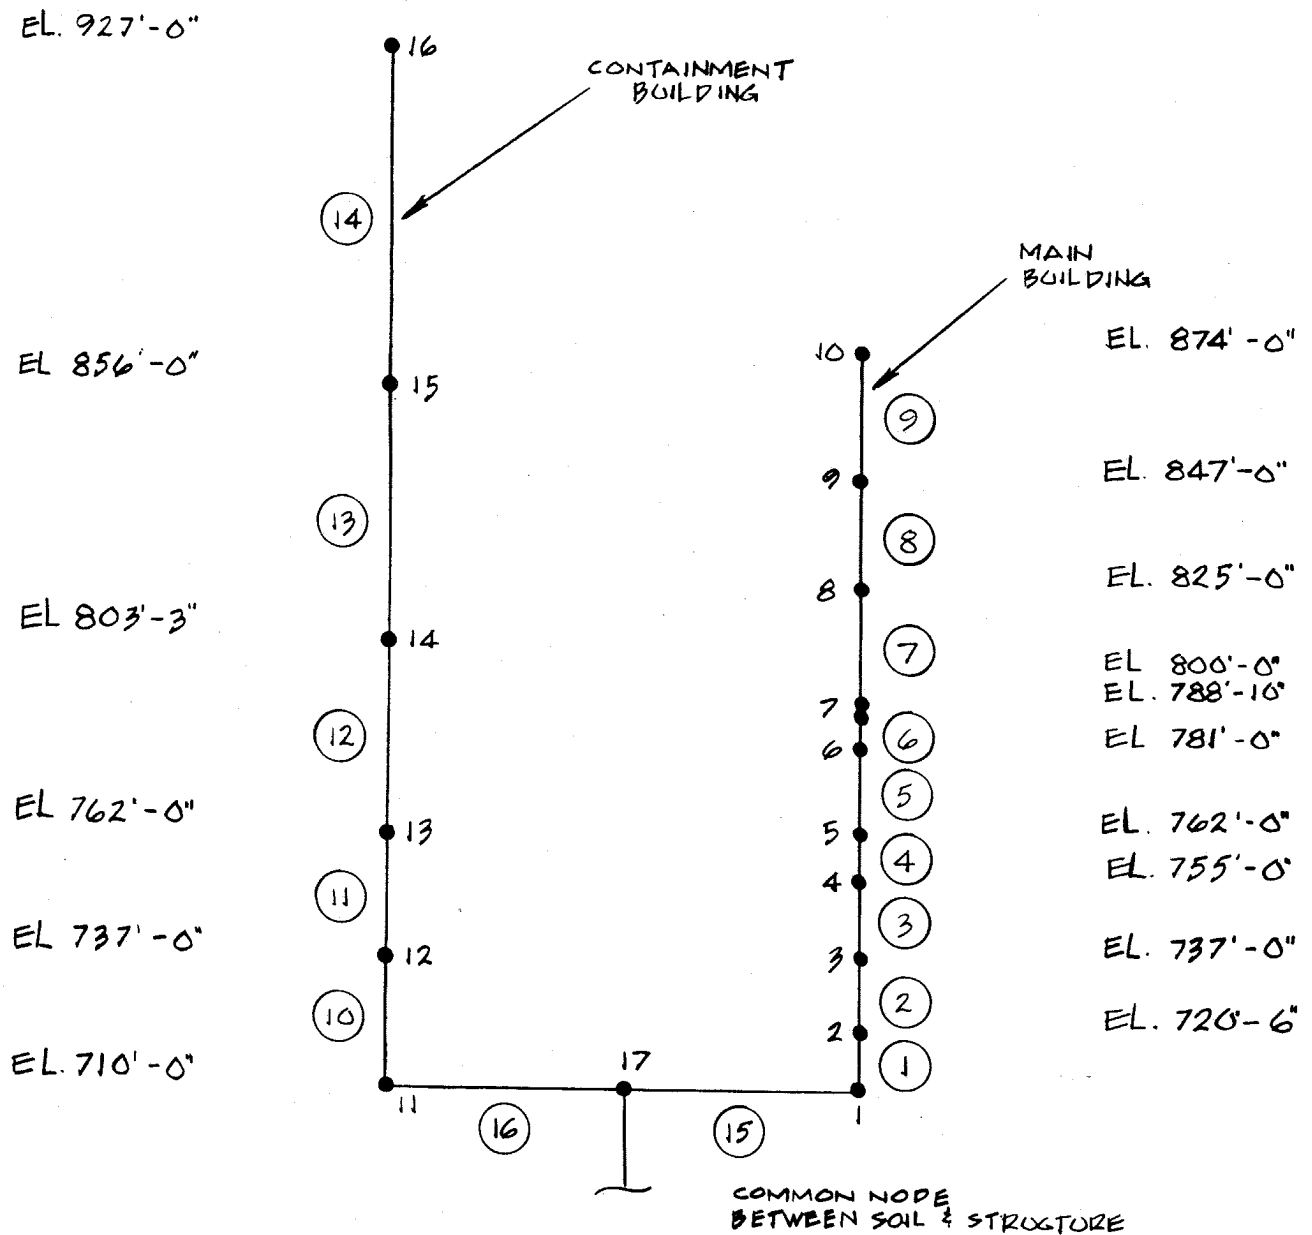 EL. 927'-0"
16
CONTAINMENT
BUILDING
14
MAIN
BUILDING
EL. 874'-0"
10
EL 856'-0"
15
9
EL. 847'-0"
9
13
8
EL. 825'-0"
8
EL 803'-3"
14
7
EL 800'-0"
EL. 788'-10"
7
12
6
6
EL 781'-0"
5
EL 762'-0"
13
5
EL. 762'-0"
4
EL. 755'-0"
4
11
3
EL 737'-0"
12
3
EL. 737'-0"
10
2
EL. 720'-6"
2
EL. 710'-0"
17
1
11
1
16
15
COMMON NODE
BETWEEN SOIL & STRUCTURE